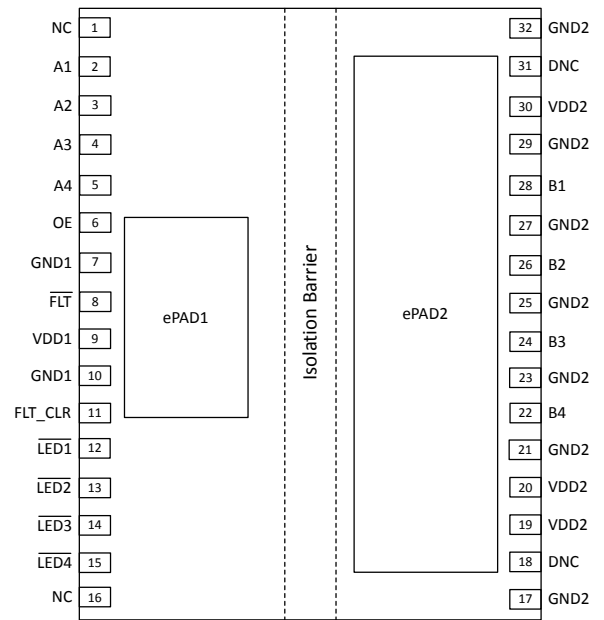 NC 1
A1 2
A2 3
A3 4
A4 5
OE 6
GND1 7
FLT 8
VDD1 9
GND1 10
FLT_CLR 11
LED1 12
LED2 13
LED3 14
LED4 15
NC 16
ePAD1
Isolation Barrier
ePAD2
32 GND2
31 DNC
30 VDD2
29 GND2
28 B1
27 GND2
26 B2
25 GND2
24 B3
23 GND2
22 B4
21 GND2
20 VDD2
19 VDD2
18 DNC
17 GND2